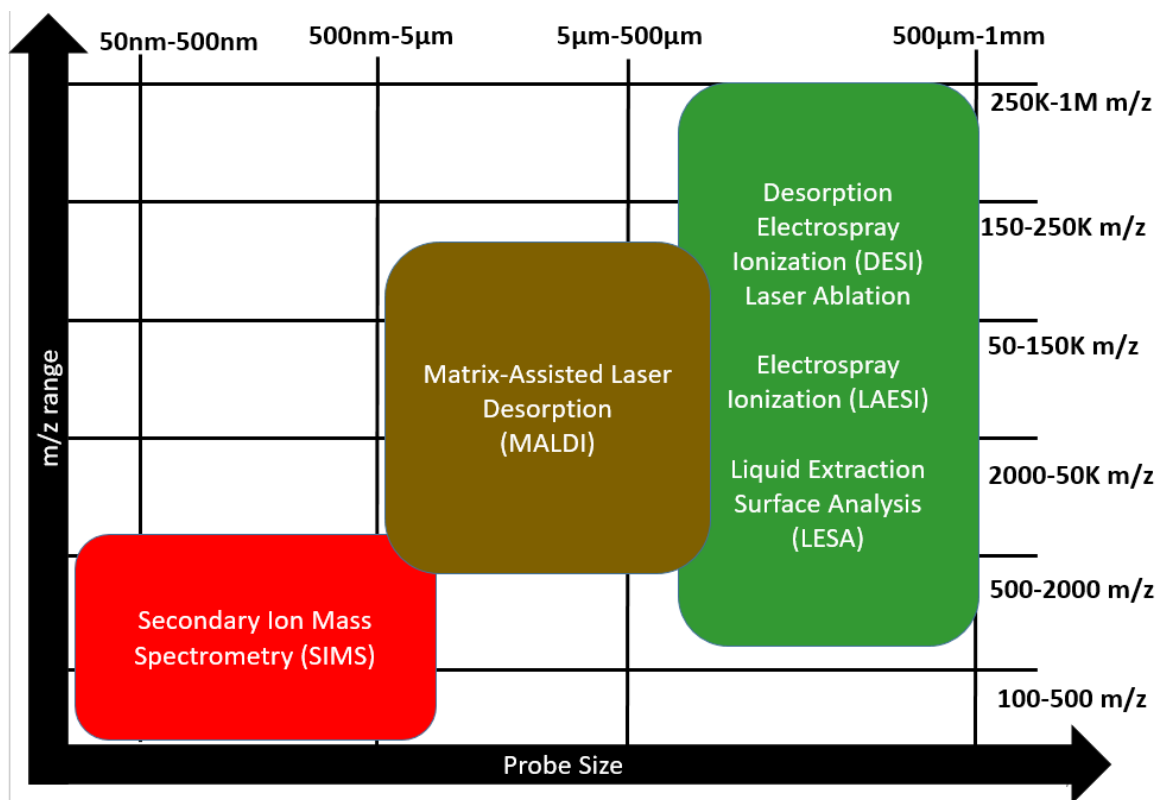 50nm-500nm
500nm-5µm
5µm-500µm
500µm-1mm
250K-1M m/z
150-250K m/z
50-150K m/z
2000-50K m/z
500-2000 m/z
100-500 m/z
m/z range
Secondary Ion Mass
Spectrometry (SIMS)
Matrix-Assisted Laser
Desorption
(MALDI)
Desorption
Electrospray
Ionization (DESI)
Laser Ablation
Electrospray
Ionization (LAESI)
Liquid Extraction
Surface Analysis
(LESA)
Probe Size